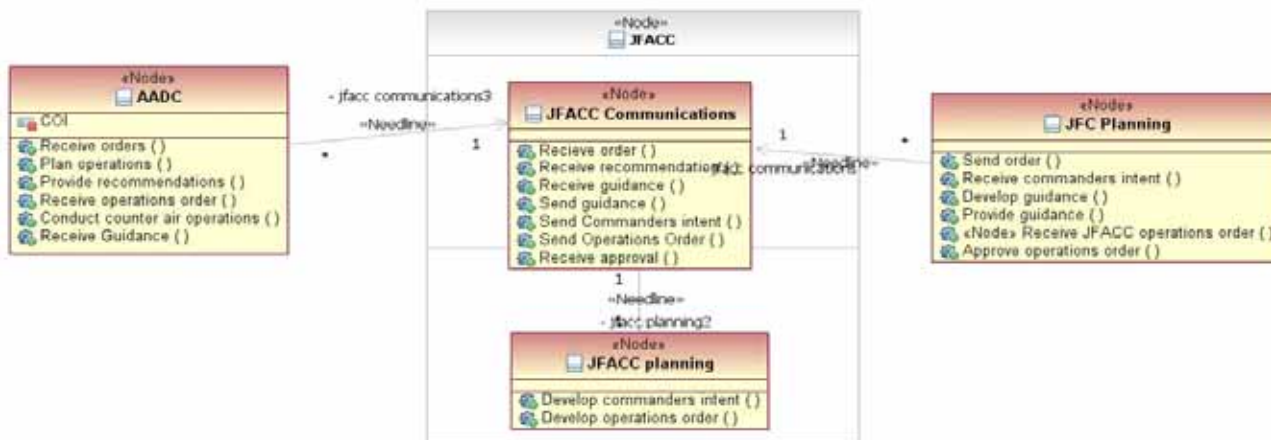 «Node»
JFACC
«Node»
AADC
COI
Receive orders ( )
Plan operations ( )
Provide recommendations ( )
Receive operations order ( )
Conduct counter air operations ( )
Receive Guidance ( )
- jfacc communications3
«Needline»
*
1
«Node»
JFACC Communications
Recieve order ( )
Receive recommendation ( )
Receive guidance ( )
Send guidance ( )
Send Commanders intent ( )
Send Operations Order ( )
Receive approval ( )
1
*
jfacc communications
«Needline»
«Node»
JFC Planning
Send order ( )
Receive commanders intent ( )
Develop guidance ( )
Provide guidance ( )
«Node» Receive JFACC operations order ( )
Approve operations order ( )
1
«Needline»
- jfacc planning2
«Node»
JFACC planning
Develop commanders intent ( )
Develop operations order ( )